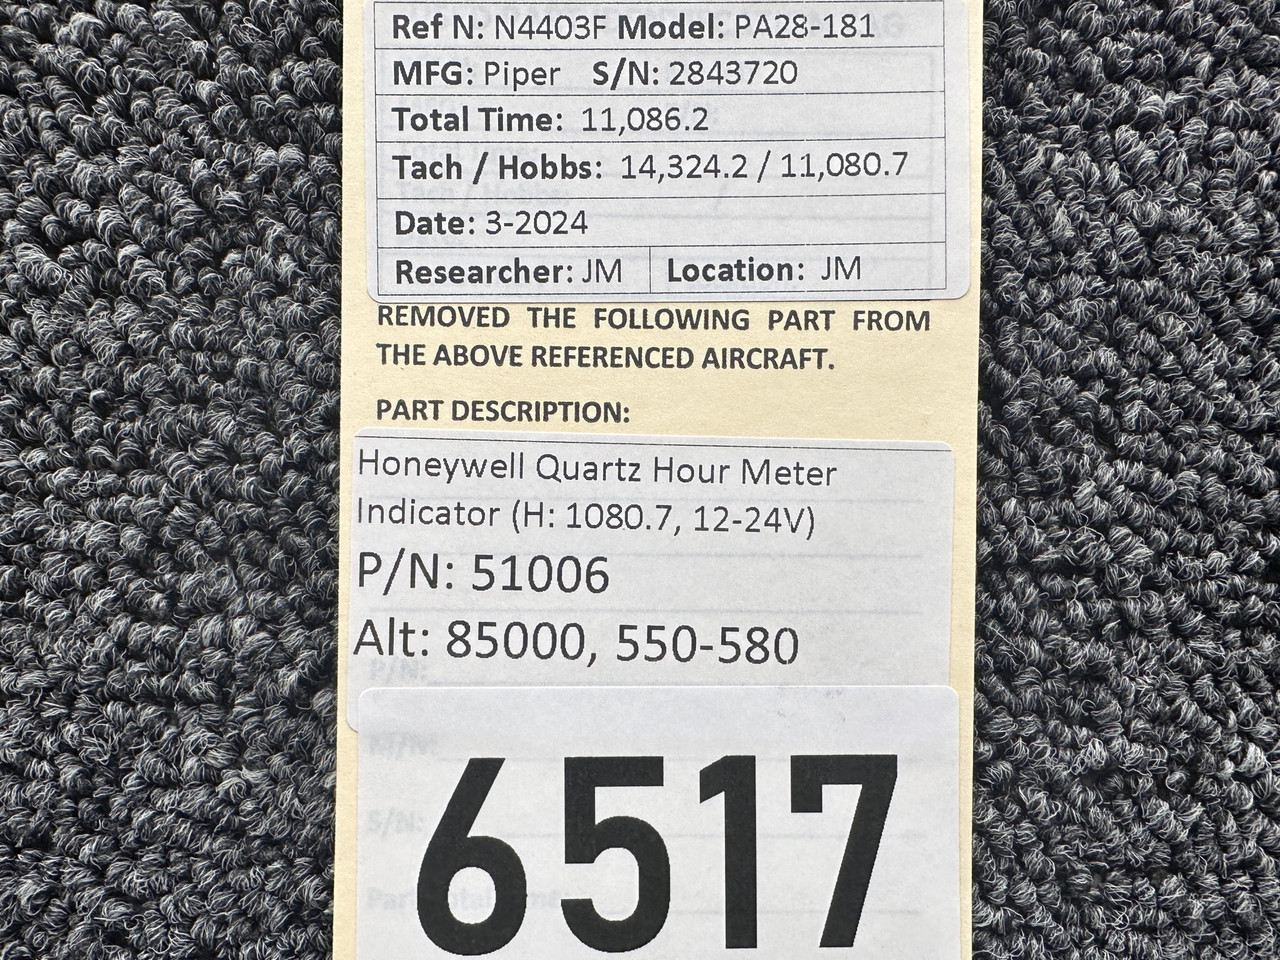 Ref N: N4403F Model: PA28-181
MFG: Piper S/N: 2843720
Total Time: 11,086.2
Tach / Hobbs: 14,324.2 / 11,080.7
Date: 3-2024
Researcher: JM Location: JM
REMOVED THE FOLLOWING PART FROM
THE ABOVE REFERENCED AIRCRAFT.
PART DESCRIPTION:
Honeywell Quartz Hour Meter
Indicator (H: 1080.7, 12-24V)
P/N: 51006
Alt: 85000, 550-580
P/N:
M/N:
S/N:
6517